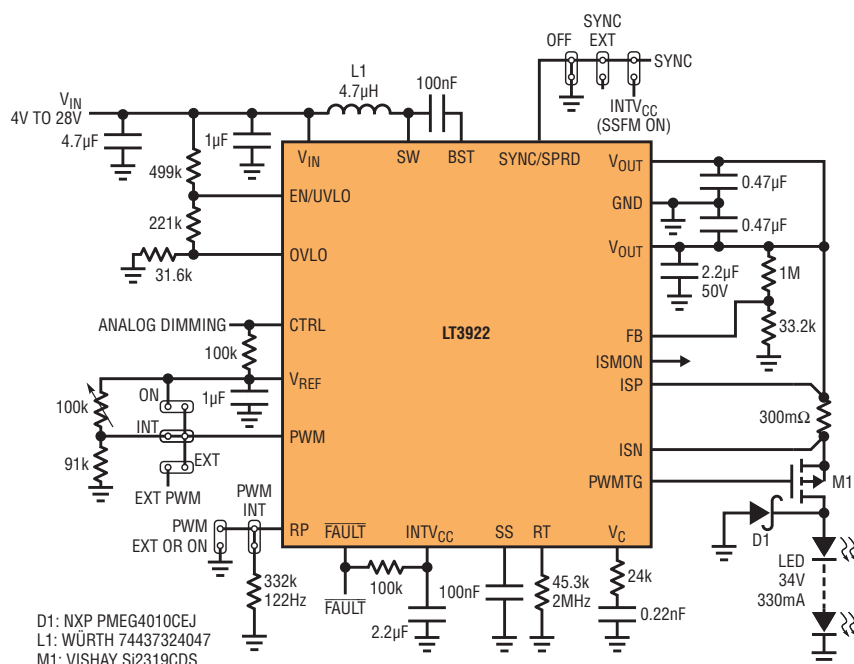 SYNC
OFF
EXT
SYNC
INTVCC
(SSFM ON)
L1
4.7µH
100nF
VIN
4V TO 28V
4.7µF
1µF
VIN
SW
BST
SYNC/SPRD
VOUT
0.47µF
499k
EN/UVLO
GND
0.47µF
221k
VOUT
OVLO
31.6k
2.2µF
50V
1M
ANALOG DIMMING
CTRL
LT3922
FB
33.2k
100k
ISMON
VREF
ISP
ON
1µF
100k
300mΩ
INT
PWM
ISN
91k
EXT
PWMTG
M1
EXT PWM
PWM
INT
PWM
EXT OR ON
RP
FAULT
INTVCC
SS
RT
VC
D1
332k
122Hz
100k
FAULT
100nF
45.3k
2MHz
24k
LED
34V
330mA
2.2µF
0.22nF
D1: NXP PMEG4010CEJ
L1: WÜRTH 74437324047
M1: VISHAY Si2319CDS